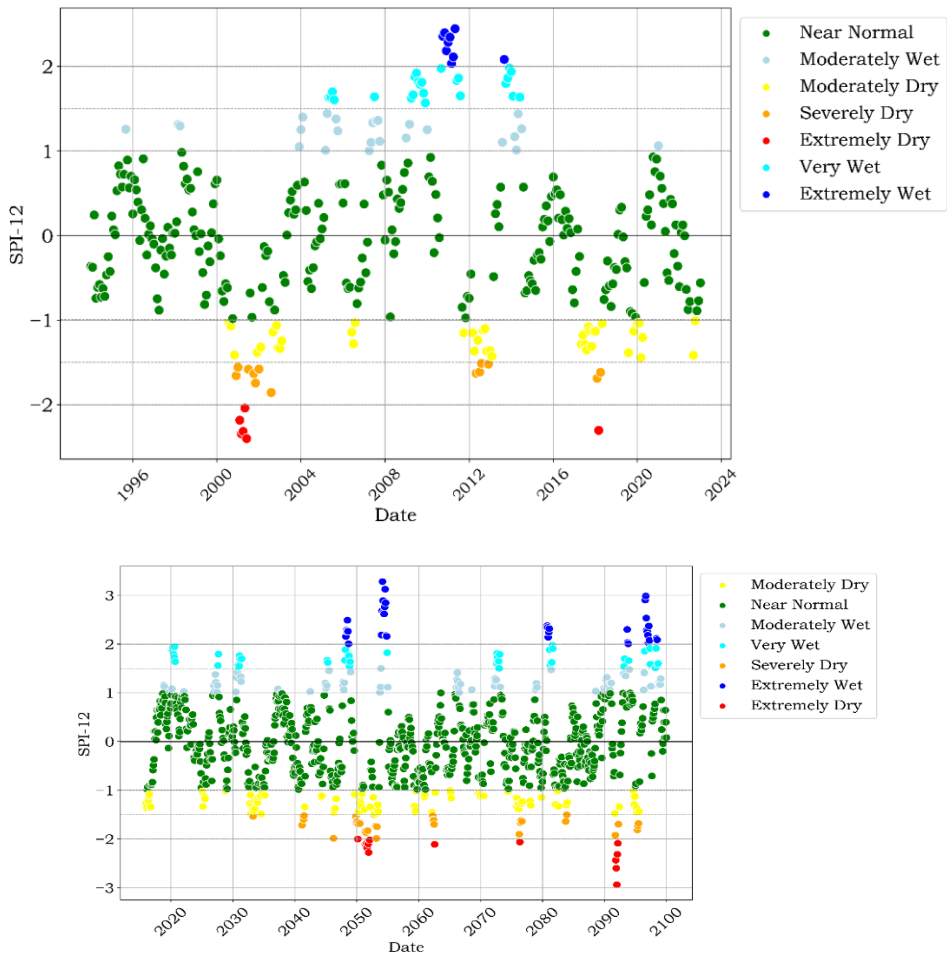 Near Normal
Moderately Wet
Moderately Dry
Severely Dry
Extremely Dry
Very Wet
Extremely Wet
2
1
0
−1
−2
SPI-12
1996
2000
2004
2008
2012
2016
2020
2024
Date
Moderately Dry
Near Normal
Moderately Wet
Very Wet
Severely Dry
Extremely Wet
Extremely Dry
3
2
1
0
−1
−2
−3
SPI-12
2020
2030
2040
2050
2060
2070
2080
2090
2100
Date